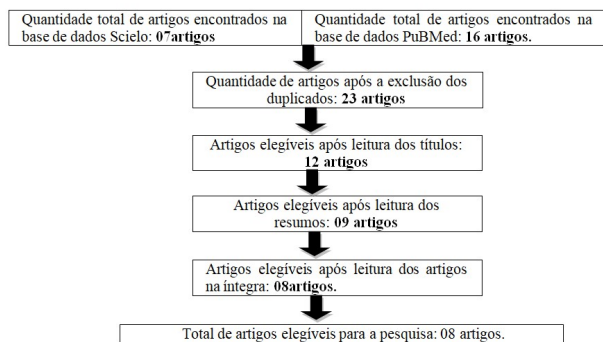 Quantidade total de artigos encontrados na
base de dados Scielo: 07artigos
Quantidade total de artigos encontrados na
base de dados PuBMed: 16 artigos.
Quantidade de artigos após a exclusão dos
duplicados: 23 artigos
Artigos elegíveis após leitura dos títulos:
12 artigos
Artigos elegíveis após leitura dos
resumos: 09 artigos
Artigos elegíveis após leitura dos artigos
na íntegra: 08artigos.
Total de artigos elegíveis para a pesquisa: 08 artigos.